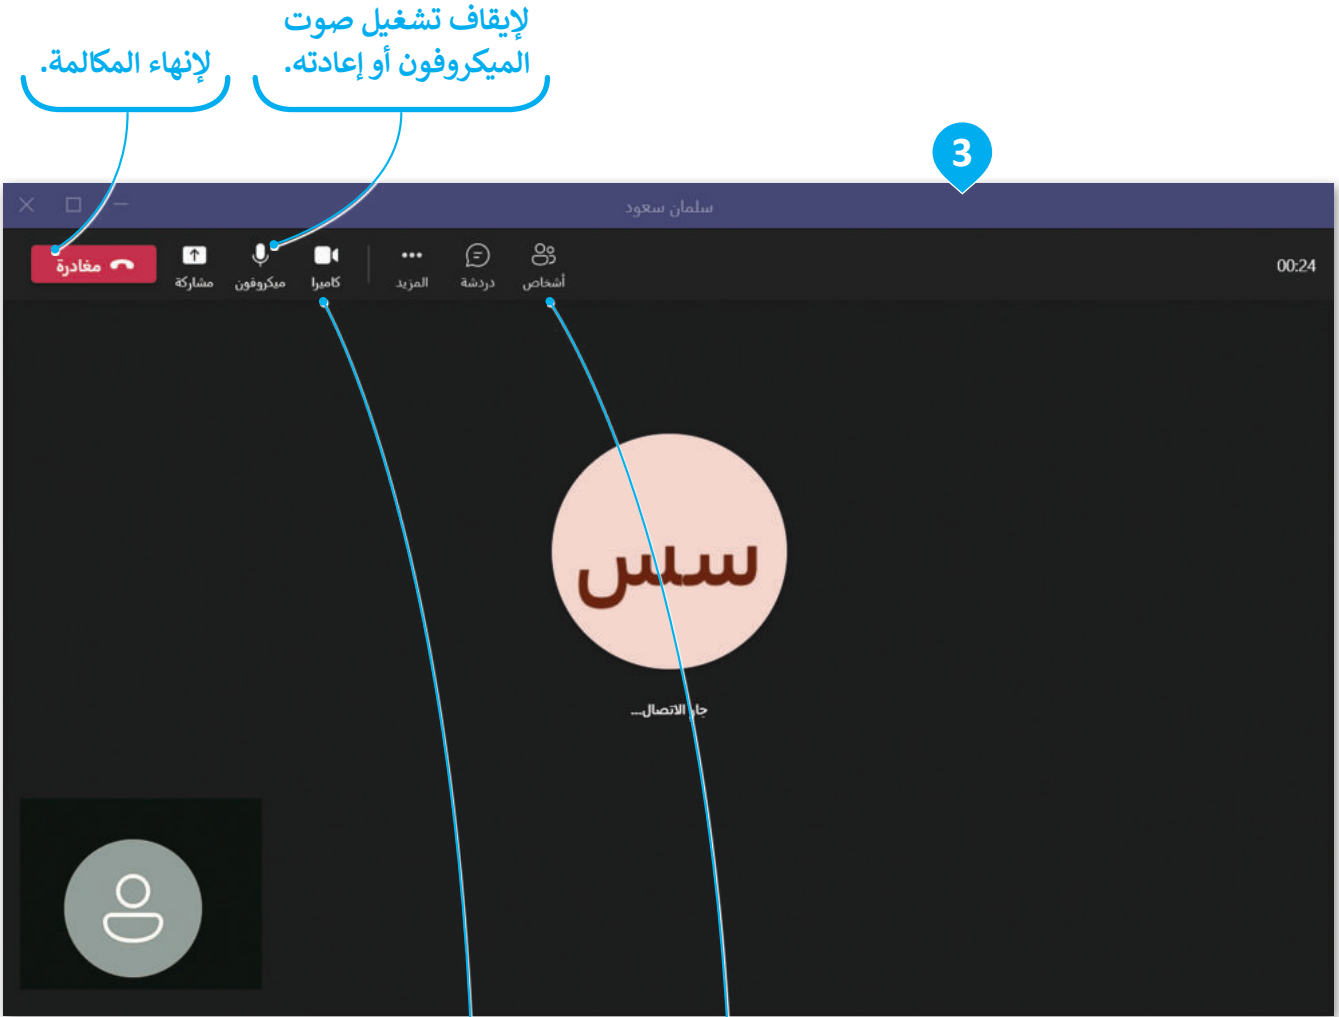 لإيقاف تشغيل صوت
الميكروفون أو إعادته.
لإنهاء المكالمة.
3
سلمان سعود
00:24
أشخاص
دردشة
المزيد
كاميرا
ميكروفون
مشاركة
مغادرة
سس
جارٍ الاتصال...